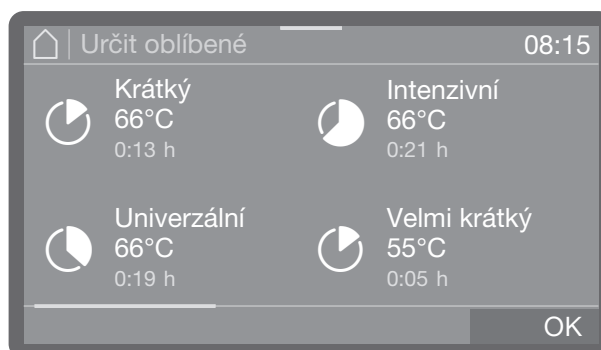 Určit oblíbené 08:15
Krátký
66°C
0:13 h
Intenzivní
66°C
0:21 h
Univerzální
66°C
0:19 h
Velmi krátký
55°C
0:05 h
OK